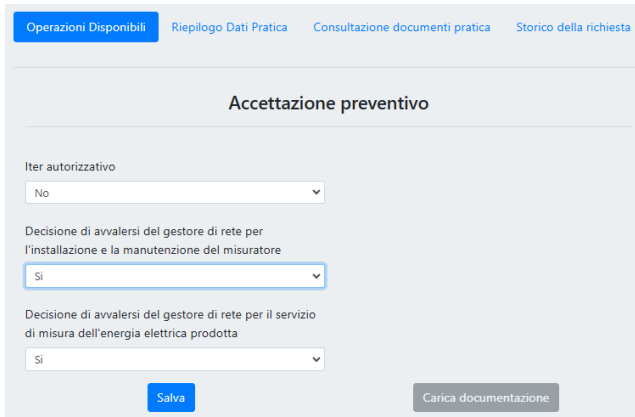 Operazioni Disponibili Riepilogo Dati Pratica Consultazione documenti pratica Storico della richiesta
Accettazione preventivo
Iter autorizzativo
No
Decisione di avvalersi del gestore di rete per
l'installazione e la manutenzione del misuratore
Si
Decisione di avvalersi del gestore di rete per il servizio
di misura dell'energia elettrica prodotta
Si
Salva Carica documentazione